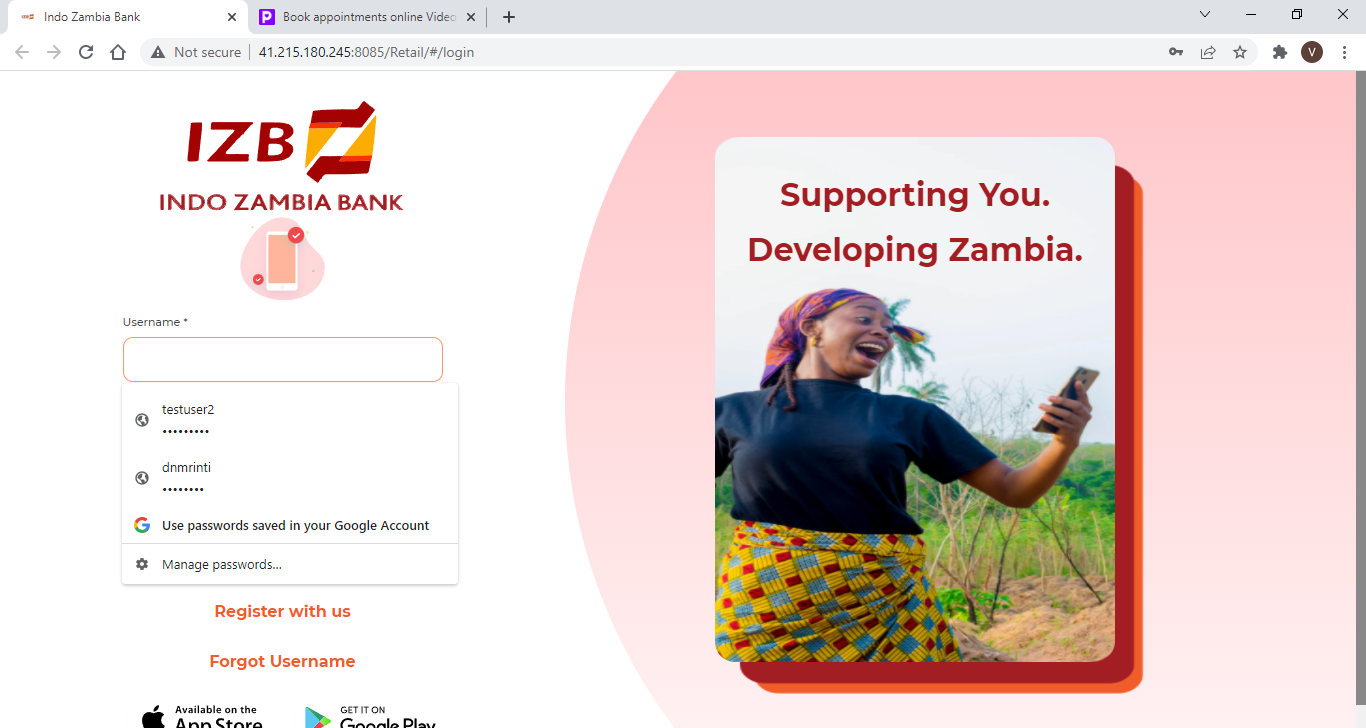 Indo Zambia Bank
Book appointments online Video
Not secure
41.215.180.245:8085/Retail/#/login
V
IZB
INDO ZAMBIA BANK
Username *
testuser2
•••••••••
dnmrinti
••••••••
Use passwords saved in your Google Account
Manage passwords...
Register with us
Forgot Username
Available on the
App Store
GET IT ON
Google Play
Supporting You.
Developing Zambia.